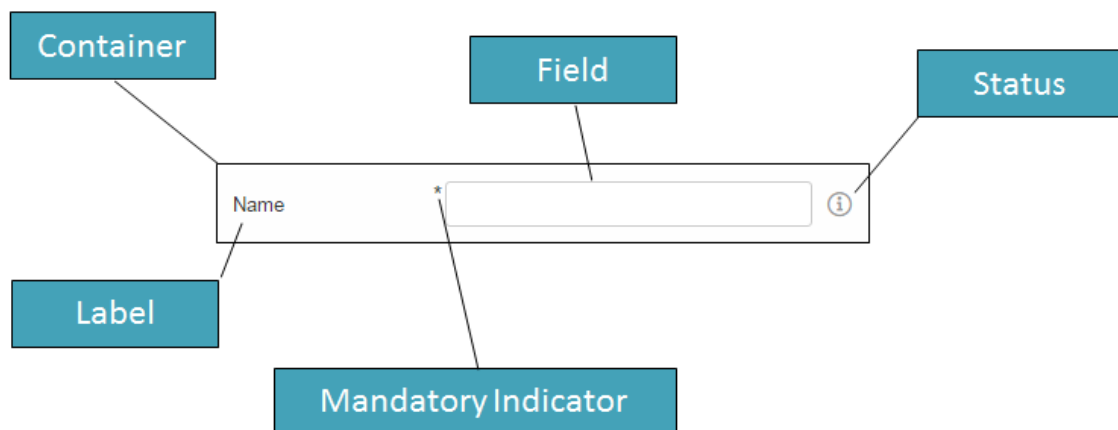 Container
Field
Status
Name
*
Label
Mandatory Indicator